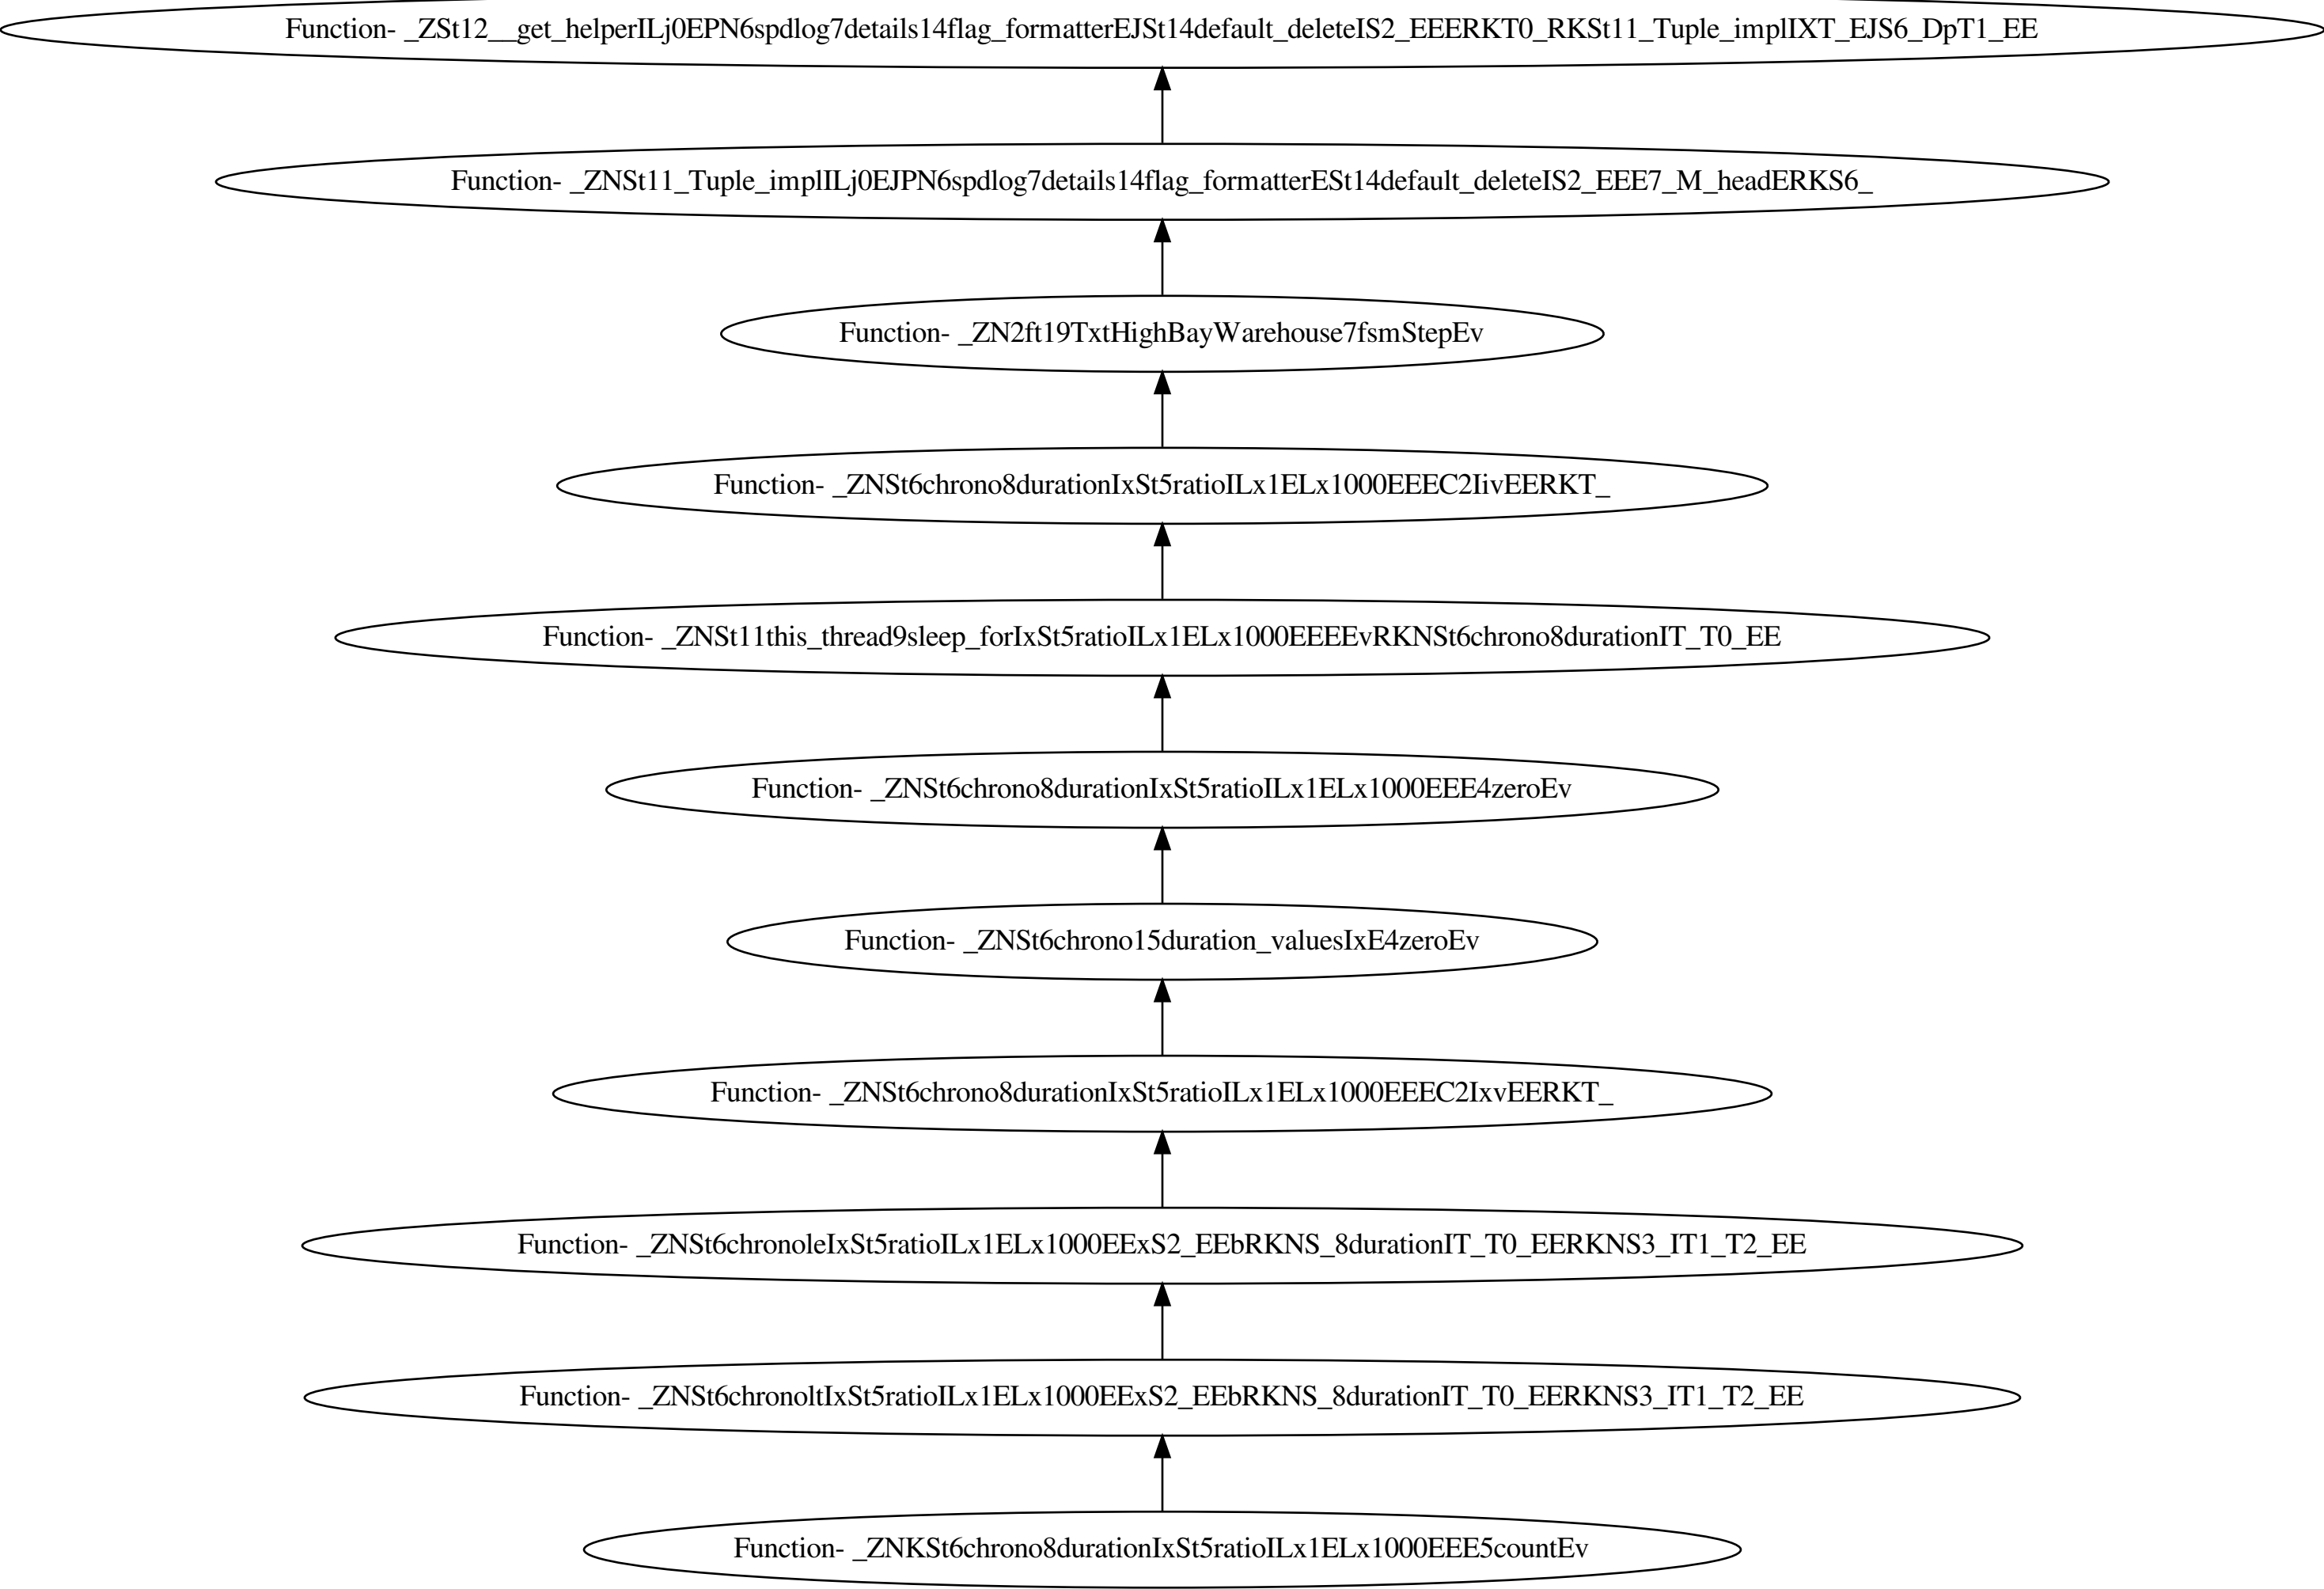 Function- _ZSt12__get_helperILj0EPN6spdlog7details14flag_formatterEJSt14default_deleteIS2_EEERKT0_RKSt11_Tuple_implIXT_EJS6_DpT1_EE
Function- _ZNSt11_Tuple_implILj0EJPN6spdlog7details14flag_formatterESt14default_deleteIS2_EEE7_M_headERKS6_
Function- _ZN2ft19TxtHighBayWarehouse7fsmStepEv
Function- _ZNSt6chrono8durationIxSt5ratioILx1ELx1000EEEC2IivEERKT_
Function- _ZNSt11this_thread9sleep_forIxSt5ratioILx1ELx1000EEEEvRKNSt6chrono8durationIT_T0_EE
Function- _ZNSt6chrono8durationIxSt5ratioILx1ELx1000EEE4zeroEv
Function- _ZNSt6chrono15duration_valuesIxE4zeroEv
Function- _ZNSt6chrono8durationIxSt5ratioILx1ELx1000EEEC2IxvEERKT_
Function- _ZNSt6chronoleIxSt5ratioILx1ELx1000EExS2_EEbRKNS_8durationIT_T0_EERKNS3_IT1_T2_EE
Function- _ZNSt6chronoltIxSt5ratioILx1ELx1000EExS2_EEbRKNS_8durationIT_T0_EERKNS3_IT1_T2_EE
Function- _ZNKSt6chrono8durationIxSt5ratioILx1ELx1000EEE5countEv